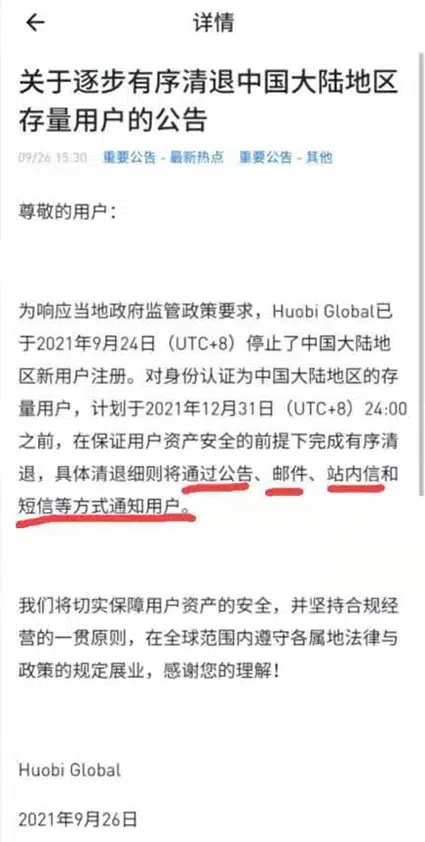 详情
关于逐步有序清退中国大陆地区
存量用户的公告
09/26 15:30 重要公告 - 最新热点 重要公告 - 其他
尊敬的用户：
为响应当地政府监管政策要求，Huobi Global已
于2021年9月24日（UTC+8）停止了中国大陆地
区新用户注册。对身份认证为中国大陆地区的存
量用户，计划于2021年12月31日（UTC+8）24:00
之前，在保证用户资产安全的前提下完成有序清
退，具体清退细则将通过公告、邮件、站内信和
短信等方式通知用户。
我们将切实保障用户资产的安全，并坚持合规经
营的一贯原则，在全球范围内遵守各属地法律与
政策的规定展业，感谢您的理解！
Huobi Global
2021年9月26日